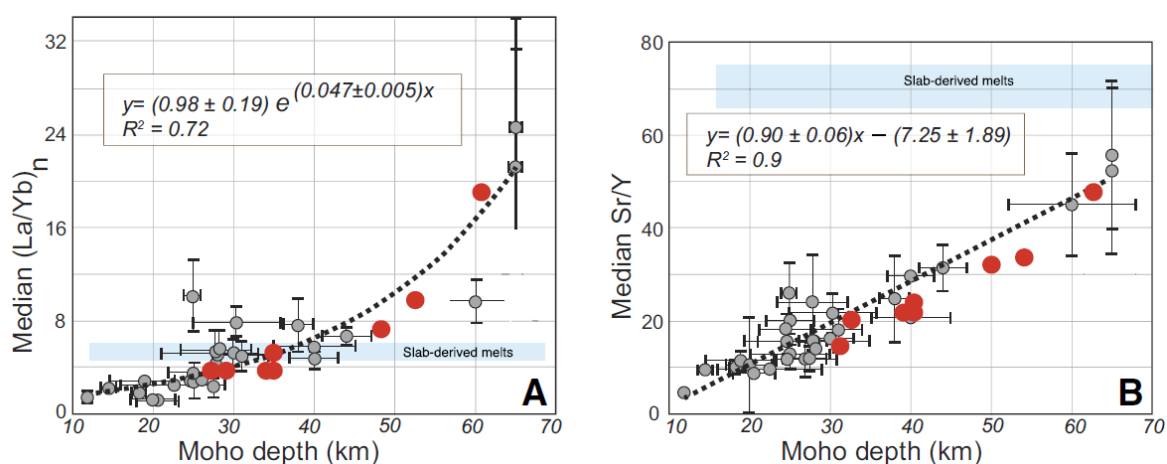 Median (La/Yb)n
32
24
16
8
4
0
y= (0.98 ± 0.19) e(0.047±0.005)x
R2 = 0.72
Slab-derived melts
A
10 20 30 40 50 60 70
Moho depth (km)
Median Sr/Y
80
60
40
20
0
Slab-derived melts
y= (0.90 ± 0.06)x − (7.25 ± 1.89)
R2 = 0.9
B
10 20 30 40 50 60 70
Moho depth (km)